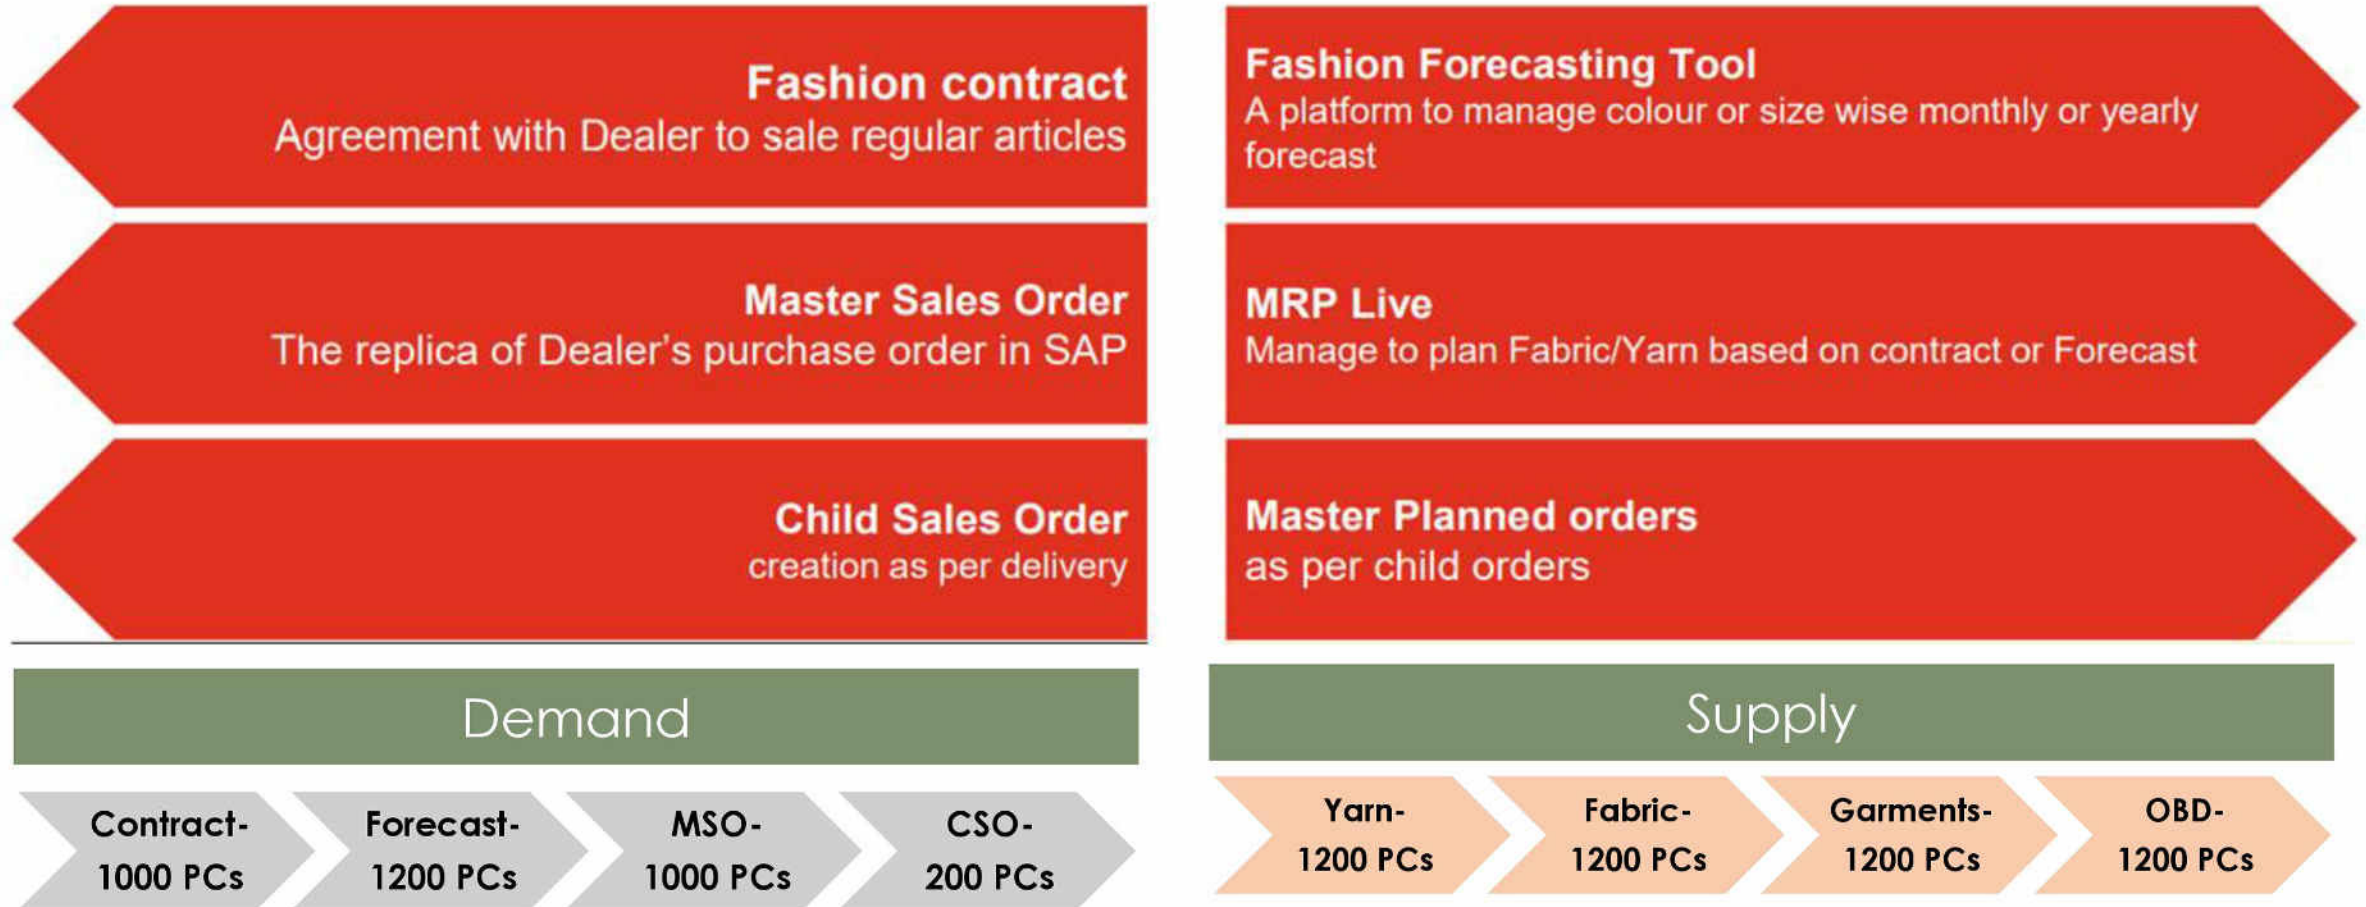 Fashion contract
Agreement with Dealer to sale regular articles
Master Sales Order
The replica of Dealer's purchase order in SAP
Child Sales Order
creation as per delivery
Fashion Forecasting Tool
A platform to manage colour or size wise monthly or yearly
forecast
MRP Live
Manage to plan Fabric/Yarn based on contract or Forecast
Master Planned orders
as per child orders
Demand
Contract-
1000 PCs
Forecast-
1200 PCs
MSO-
1000 PCs
CSO-
200 PCs
Supply
Yarn-
1200 PCs
Fabric-
1200 PCs
Garments-
1200 PCs
OBD-
1200 PCs